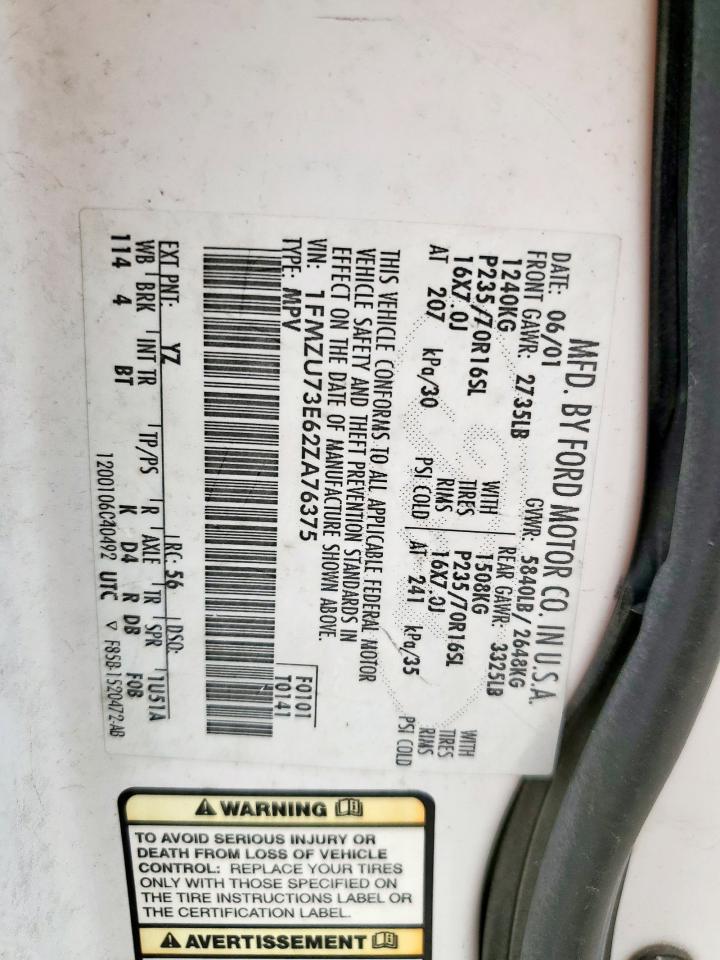 MFD. BY FORD MOTOR CO. IN U.S.A.
DATE: 06/01 GVWR: 5840LB/ 2648KG
FRONT GAWR: 2735LB REAR GAWR: 3325LB
1240KG WITH 1508KG WITH
P235/70R16SL TIRES P235/70R16SL TIRES
16X7.0J RIMS 16X7.0J RIMS
AT 207 kPa/30 PSI COLD AT 241 kPa/35 PSI COLD
THIS VEHICLE CONFORMS TO ALL APPLICABLE FEDERAL MOTOR
VEHICLE SAFETY AND THEFT PREVENTION STANDARDS IN
EFFECT ON THE DATE OF MANUFACTURE SHOWN ABOVE.
VIN: 1FMZU73E62ZA76375 F0101
TYPE: MPV T0141
EXT PNT: YZ RC: 56 DSO:
WB BRK INT TR TP/PS R AXLE TR SPR 1U51A
114 4 BT K D4 R DB F0B
1200106C40492 UTC ▽ F85B-1520472-AB
⚠ WARNING
TO AVOID SERIOUS INJURY OR
DEATH FROM LOSS OF VEHICLE
CONTROL: REPLACE YOUR TIRES
ONLY WITH THOSE SPECIFIED ON
THE TIRE INSTRUCTIONS LABEL OR
THE CERTIFICATION LABEL.
⚠ AVERTISSEMENT